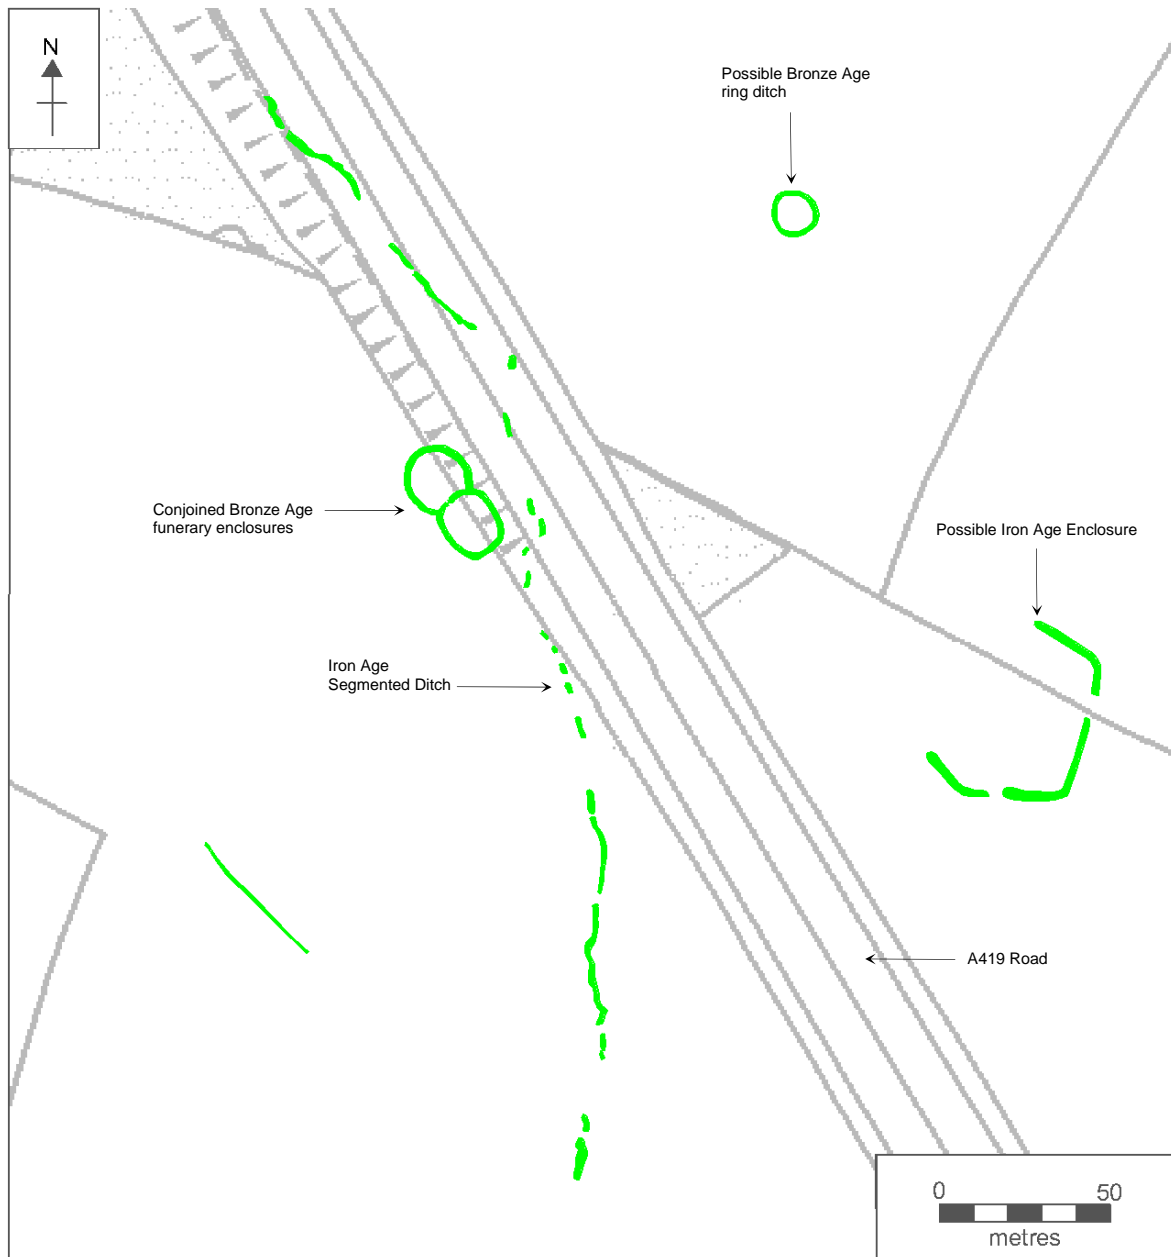 N
Possible Bronze Age
ring ditch
Conjoined Bronze Age
funerary enclosures
Possible Iron Age Enclosure
Iron Age
Segmented Ditch
A419 Road
0 50
metres